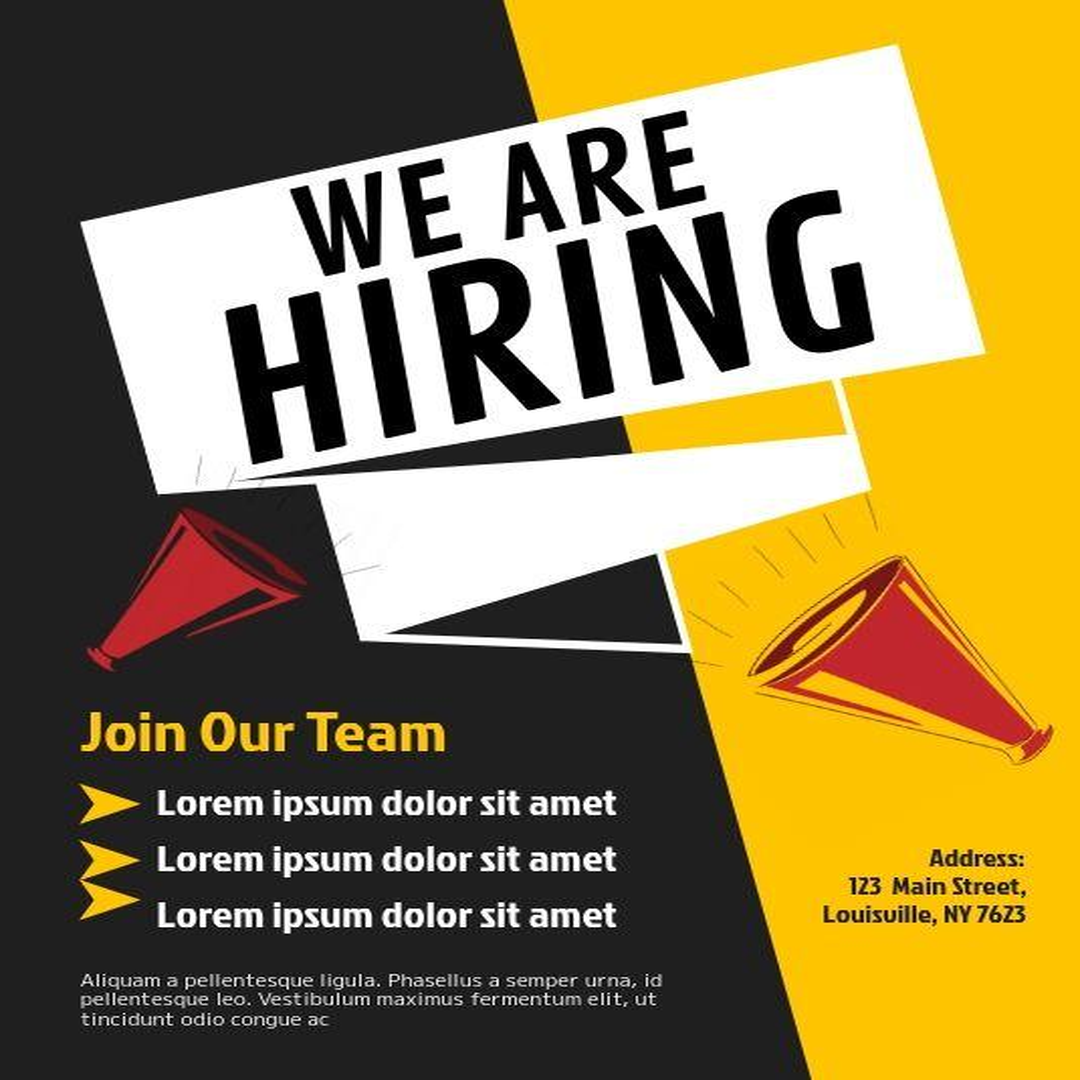 WE ARE
HIRING
Join Our Team
Lorem ipsum dolor sit amet
Lorem ipsum dolor sit amet
Lorem ipsum dolor sit amet
Aliquam a pellentesque ligula. Phasellus a semper urna, id
pellentesque leo. Vestibulum maximus fermentum elit, ut
tincidunt odio congue ac
Address:
123 Main Street,
Louisville, NY 7623